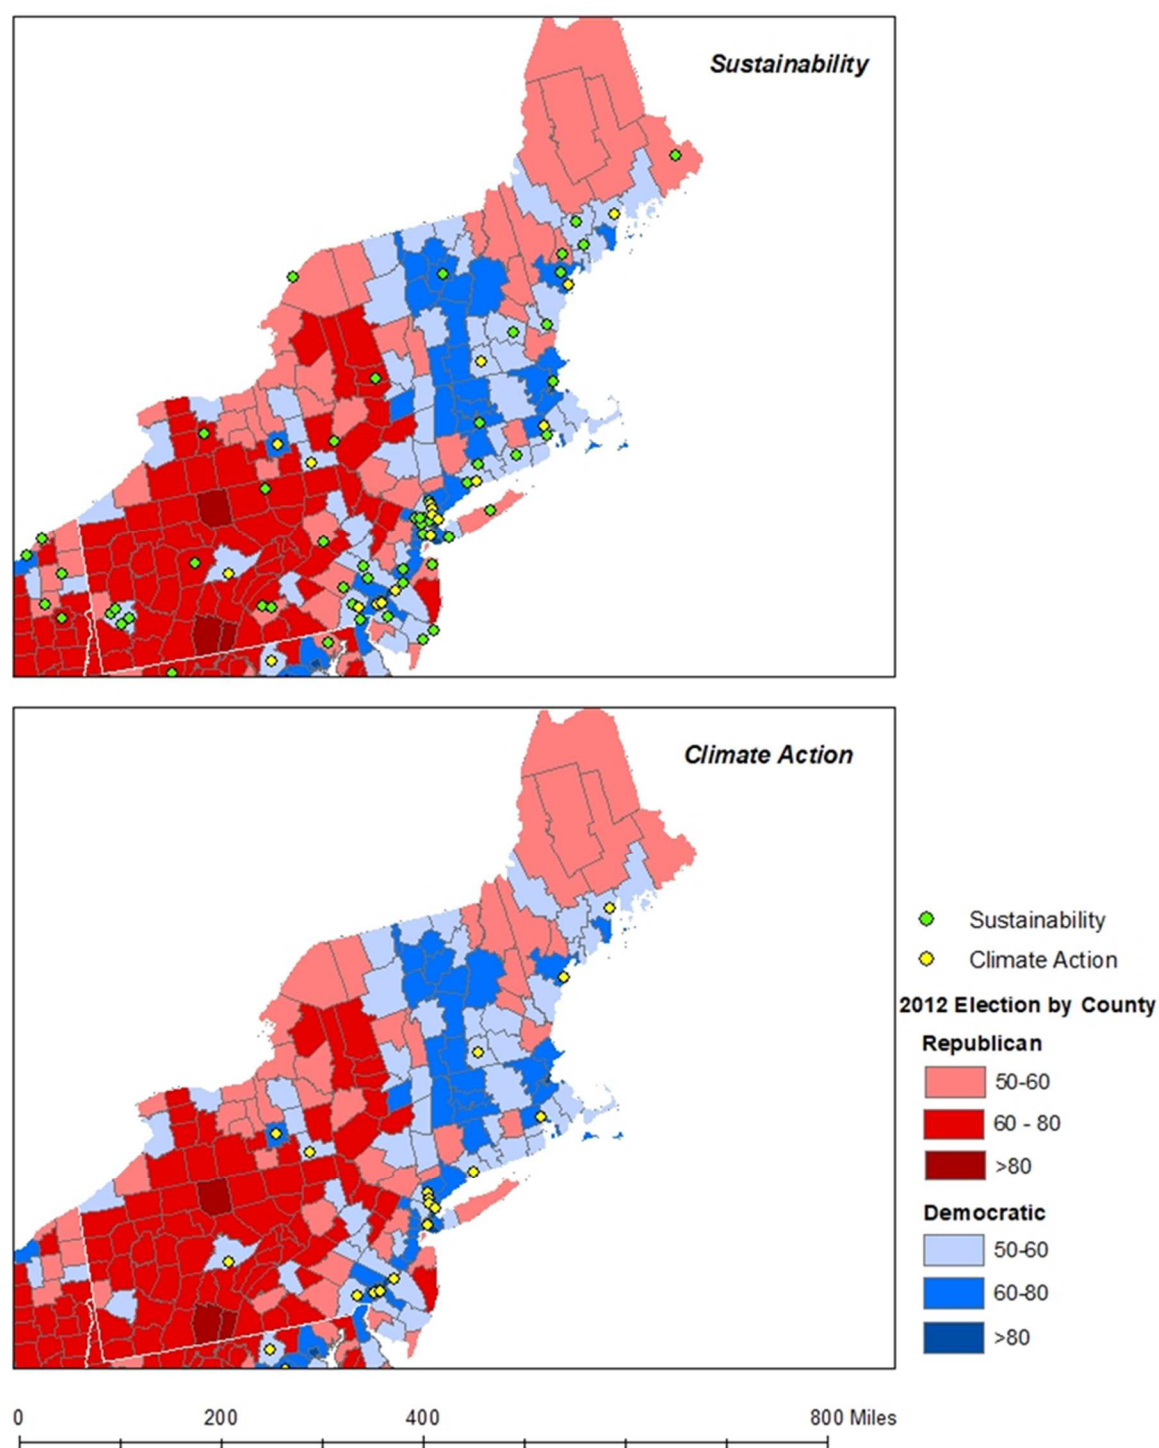 Sustainability
Climate Action
Sustainability
Climate Action
2012 Election by County
Republican
50-60
60 - 80
>80
Democratic
50-60
60-80
>80
0 200 400 800 Miles